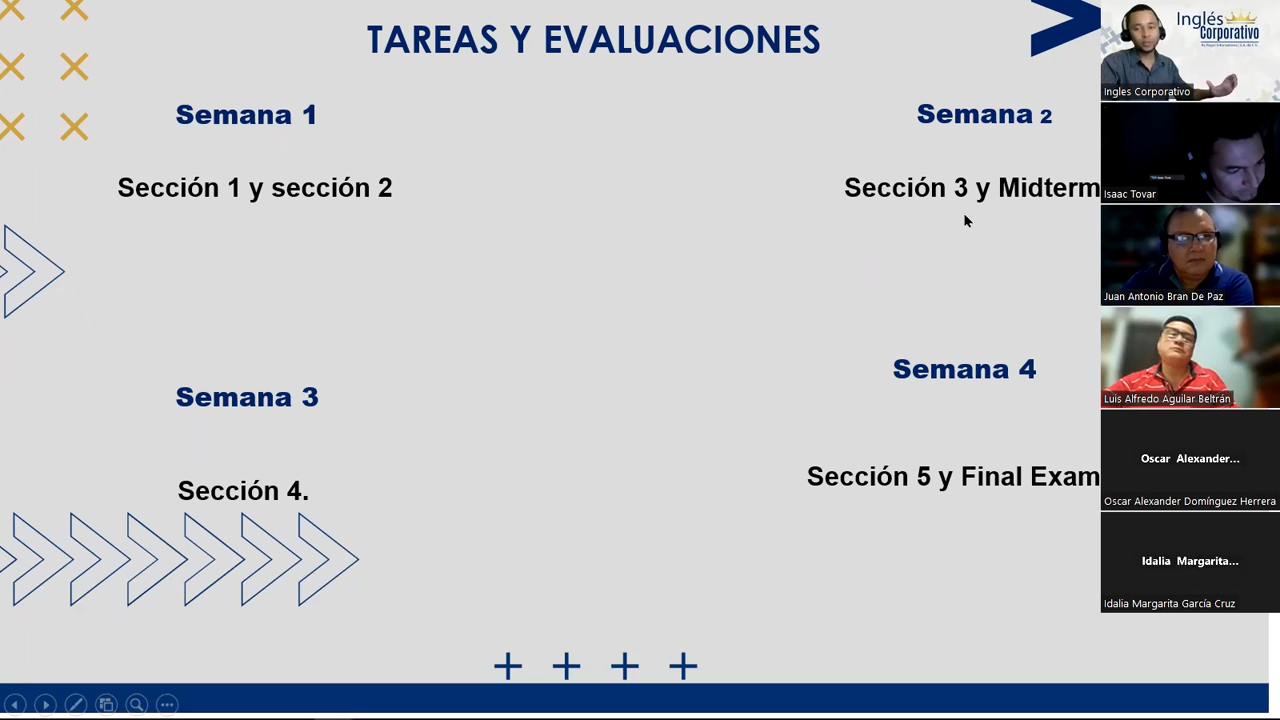 TAREAS Y EVALUACIONES
Semana 1
Semana 2
Sección 1 y sección 2
Sección 3 y Midterm
Semana 3
Semana 4
Sección 4.
Sección 5 y Final Exam
Inglés
Corporativo
Ingles Corporativo
Isaac Tovar
Juan Antonio Bran De Paz
Luis Alfredo Aguilar Beltrán
Oscar Alexander...
Oscar Alexander Domínguez Herrera
Idalia Margarita...
Idalia Margarita García Cruz